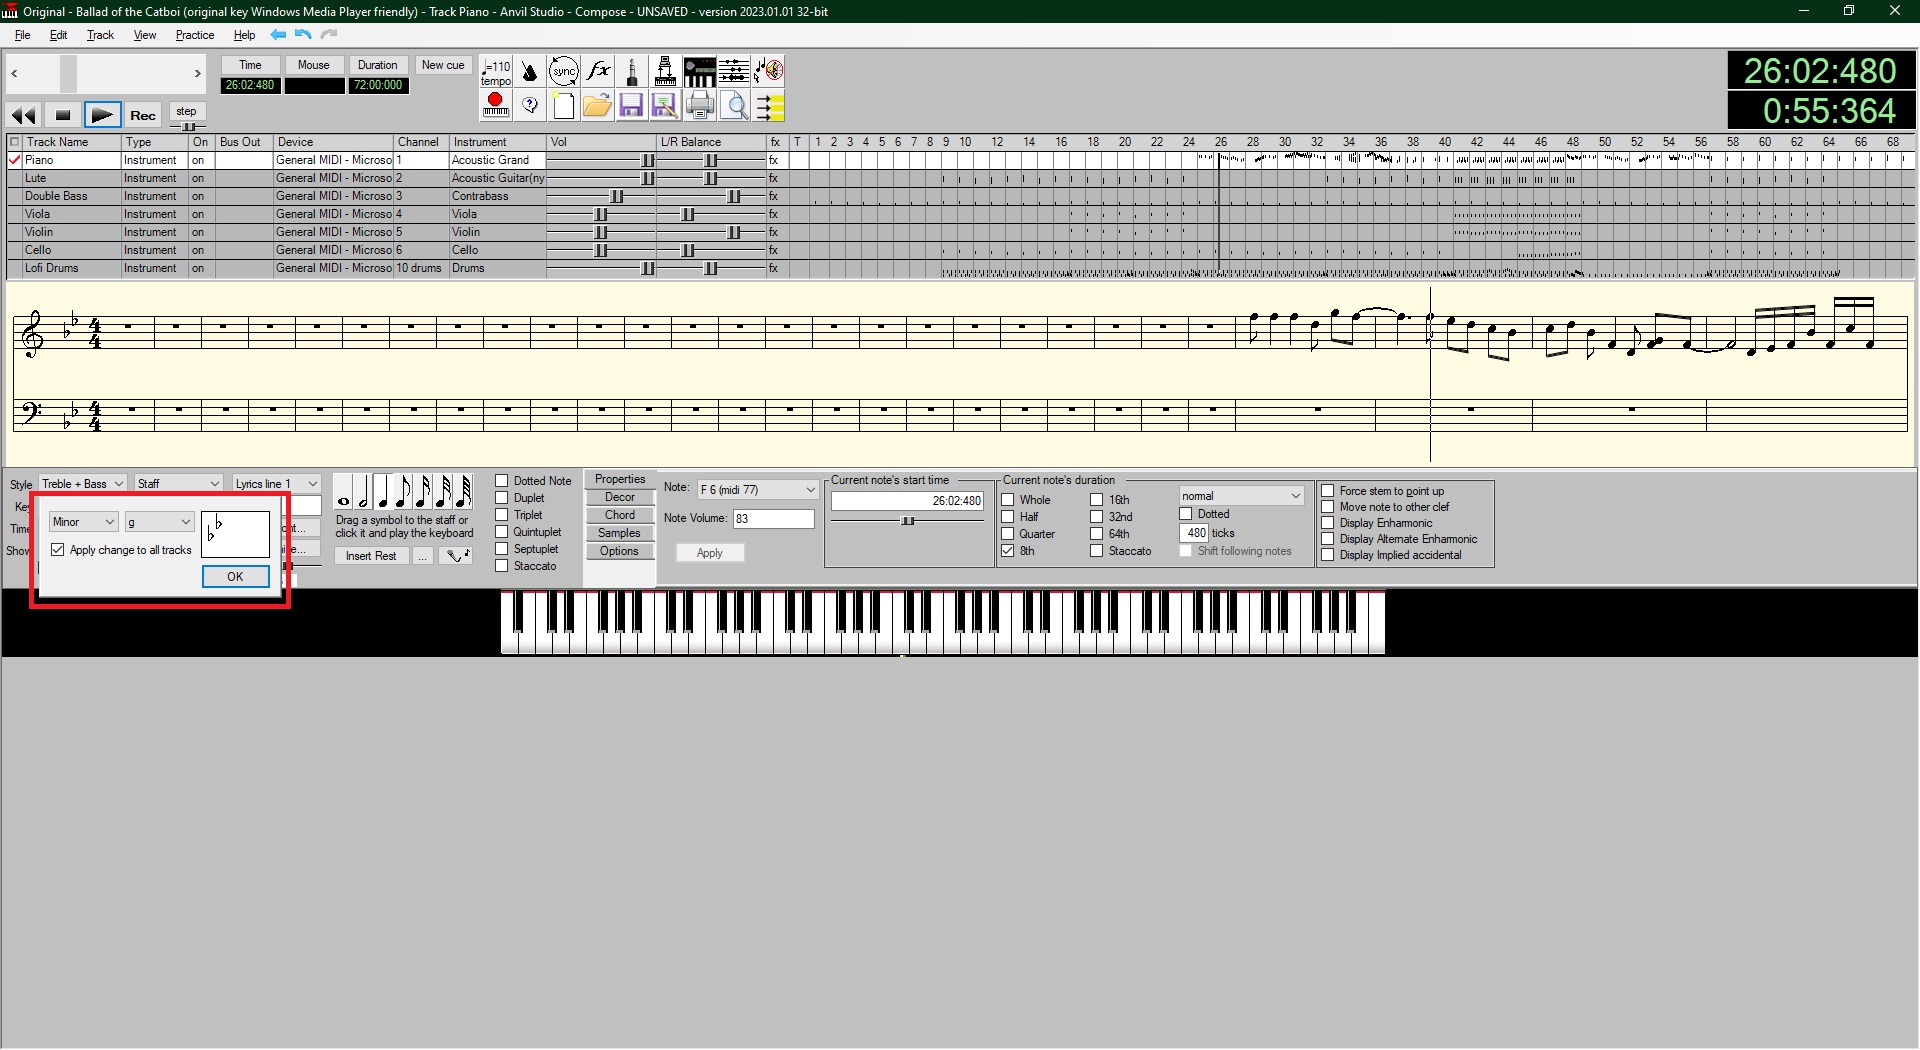 Original - Ballad of the Catboi (original key Windows Media Player friendly) - Track Piano - Anvil Studio - Compose - UNSAVED - version 2023.01.01 32-bit
File Edit Track View Practice Help
Time Mouse Duration New cue
26:02:480 72:00:000
=110 tempo
sync fx
Rec step
26:02:480
0:55:364
Track Name Type On Bus Out Device Channel Instrument Vol L/R Balance fx T 1 2 3 4 5 6 7 8 9 10 12 14 16 18 20 22 24 26 28 30 32 34 36 38 40 42 44 46 48 50 52 54 56 58 60 62 64 66 68
Piano Instrument on General MIDI - Microso 1 Acoustic Grand fx
Lute Instrument on General MIDI - Microso 2 Acoustic Guitar(ny fx
Double Bass Instrument on General MIDI - Microso 3 Contrabass fx
Viola Instrument on General MIDI - Microso 4 Viola fx
Violin Instrument on General MIDI - Microso 5 Violin fx
Cello Instrument on General MIDI - Microso 6 Cello fx
Lofi Drums Instrument on General MIDI - Microso 10 drums Drums fx
4
4
4
4
Style Treble + Bass Staff Lyrics line 1
Key
Time
Show
Minor g
Apply change to all tracks
OK
Drag a symbol to the staff or
click it and play the keyboard
Insert Rest ...
Dotted Note
Duplet
Triplet
Quintuplet
Septuplet
Staccato
Properties
Decor
Chord
Samples
Options
Note: F 6 (midi 77)
Note Volume: 83
Apply
Current note's start time
26:02:480
Current note's duration
Whole 16th normal
Half 32nd Dotted
Quarter 64th 480 ticks
8th Staccato Shift following notes
Force stem to point up
Move note to other clef
Display Enharmonic
Display Alternate Enharmonic
Display Implied accidental